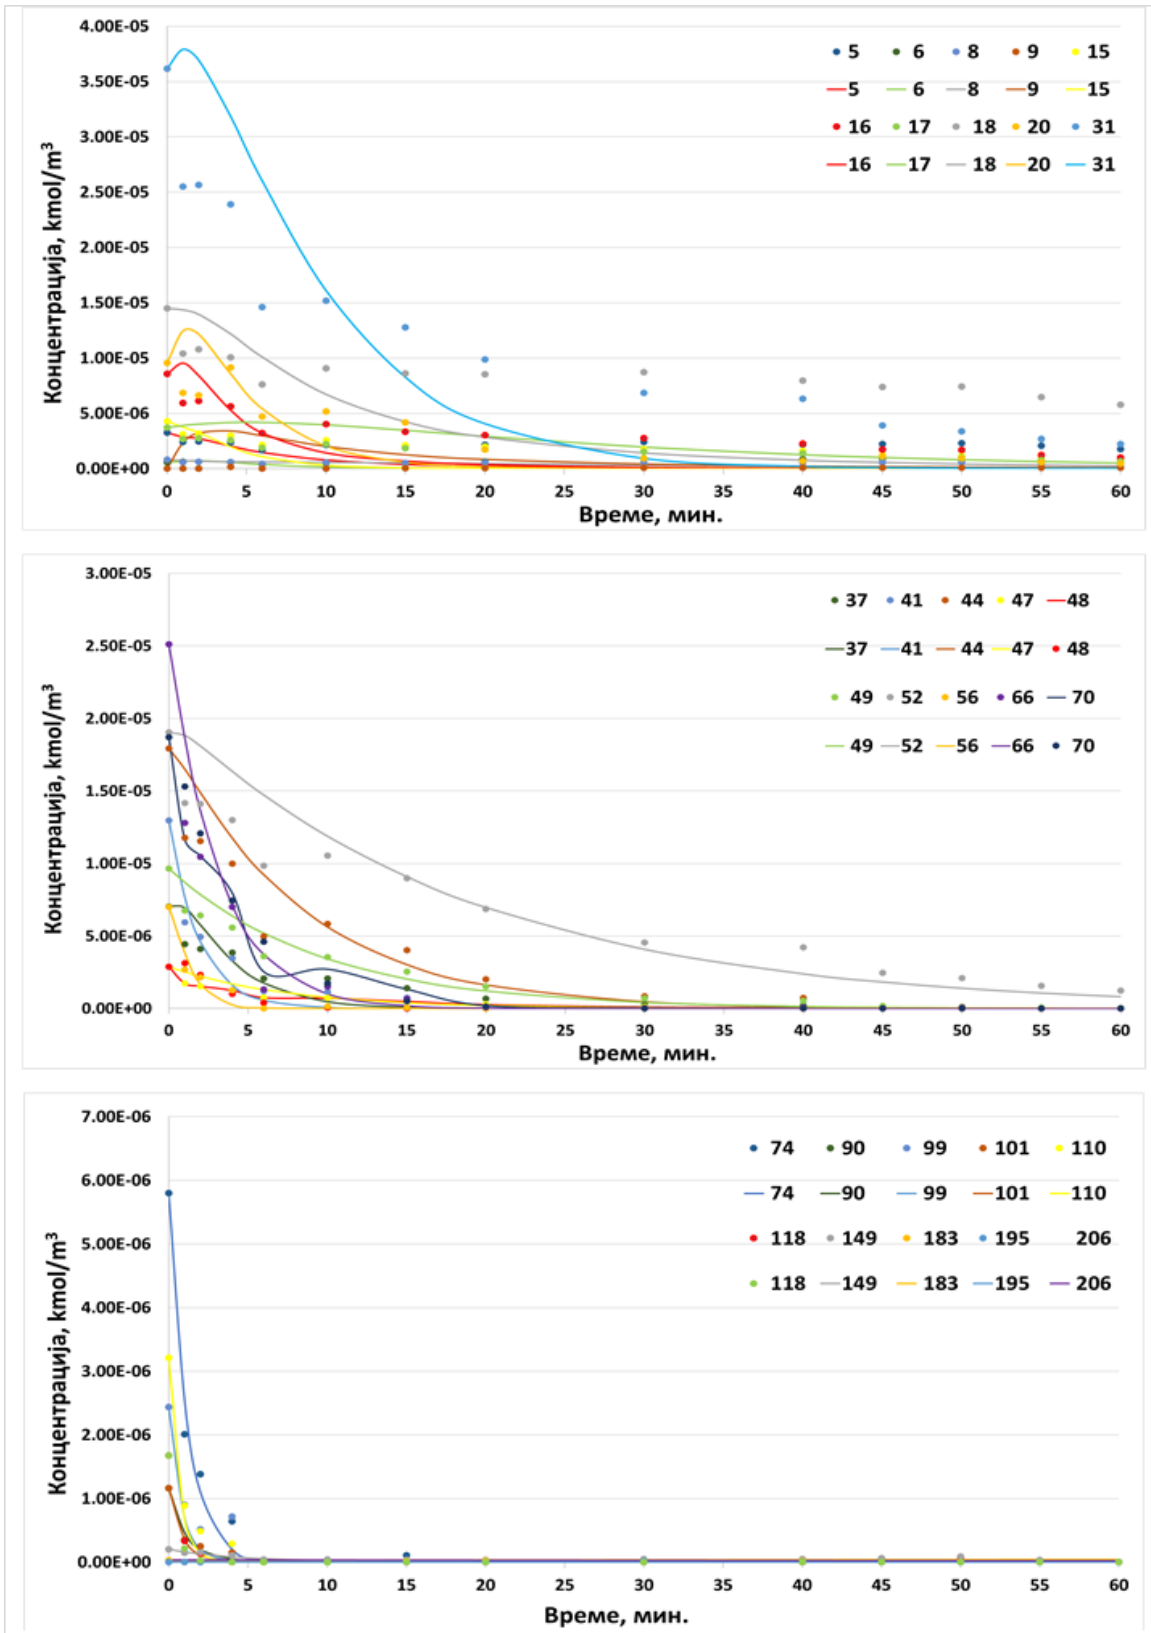 4.00E-05
3.50E-05
3.00E-05
2.50E-05
2.00E-05
1.50E-05
1.00E-05
5.00E-06
0.00E+00
Концентрација, kmol/m³
5 6 8 9 15
5 6 8 9 15
16 17 18 20 31
16 17 18 20 31
0 5 10 15 20 25 30 35 40 45 50 55 60
Време, мин.
3.00E-05
2.50E-05
2.00E-05
1.50E-05
1.00E-05
5.00E-06
0.00E+00
Концентрација, kmol/m³
37 41 44 47 48
37 41 44 47 48
49 52 56 66 70
49 52 56 66 70
0 5 10 15 20 25 30 35 40 45 50 55 60
Време, мин.
7.00E-06
6.00E-06
5.00E-06
4.00E-06
3.00E-06
2.00E-06
1.00E-06
0.00E+00
Концентрација, kmol/m³
74 90 99 101 110
74 90 99 101 110
118 149 183 195 206
118 149 183 195 206
0 5 10 15 20 25 30 35 40 45 50 55 60
Време, мин.